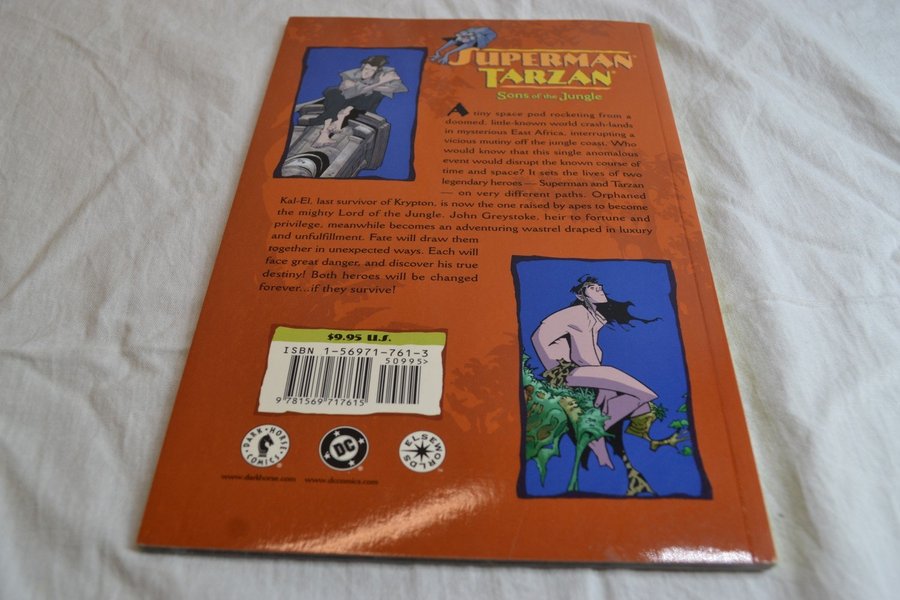 SUPERMAN
TARZAN
Sons of the Jungle
A tiny space pod rocketing from a
doomed, little-known world crash-lands
in mysterious East Africa, interrupting a
vicious mutiny off the jungle coast. Who
would know that this single anomalous
event would disrupt the known course of
time and space? It sets the lives of two
legendary heroes — Superman and Tarzan
— on very different paths. Orphaned
Kal-El, last survivor of Krypton, is now the one raised by apes to become
the mighty Lord of the Jungle. John Greystoke, heir to fortune and
privilege, meanwhile becomes an adventuring wastrel draped in luxury
and unfulfillment. Fate will draw them
together in unexpected ways. Each will
face great danger, and discover his true
destiny! Both heroes will be changed
forever...if they survive!
$9.95 U.S.
ISBN 1-56971-761-3
50995>
9 781569 717615
DARK HORSE COMICS
DC
ELSEWORLDS
www.darkhorse.com www.dccomics.com